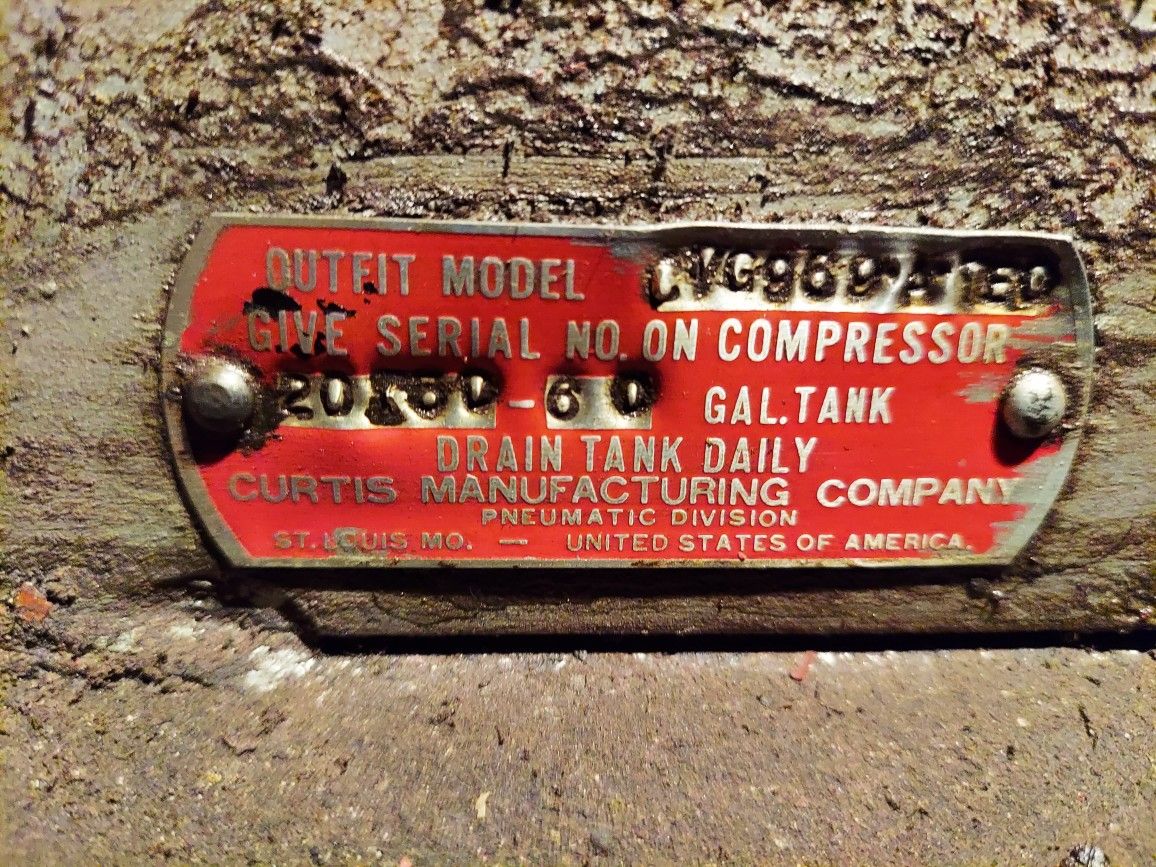 OUTFIT MODEL
GIVE SERIAL NO. ON COMPRESSOR
- 60 GAL. TANK
DRAIN TANK DAILY
CURTIS MANUFACTURING COMPANY
PNEUMATIC DIVISION
ST. LOUIS MO. — UNITED STATES OF AMERICA.